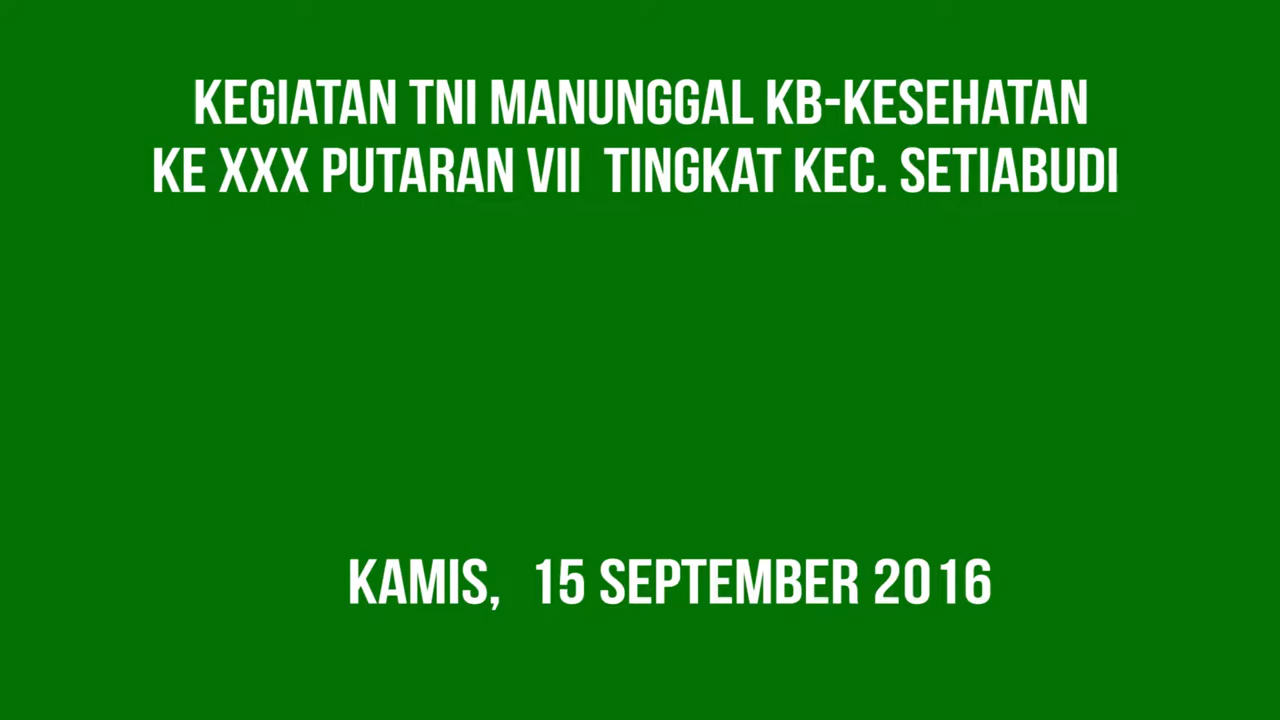 KEGIATAN TNI MANUNGGAL KB-KESEHATAN
KE XXX PUTARAN VII TINGKAT KEC. SETIABUDI
KAMIS, 15 SEPTEMBER 2016